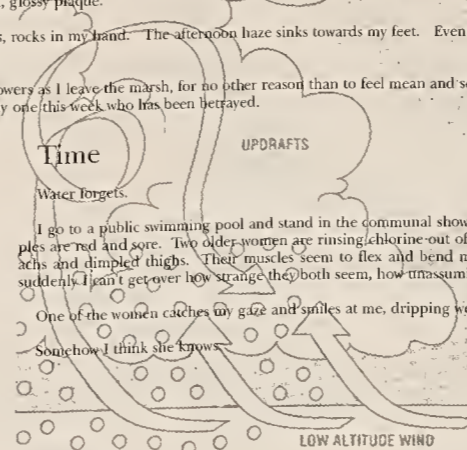 , glossy plaque.
s, rocks in my hand. The afternoon haze sinks towards my feet. Even
owers as I leave the marsh, for no other reason than to feel mean and s
y one this week who has been betrayed.
UPDRAFTS
Time
Water forgets.
I go to a public swimming pool and stand in the communal show
ples are red and sore. Two older women are rinsing chlorine out of
achs and dimpled thighs. Their muscles seem to flex and bend
suddenly I can't get over how strange they both seem, how unassum
One of the women catches my gaze and smiles at me, dripping
Somehow I think she knows.
LOW ALTITUDE WIND